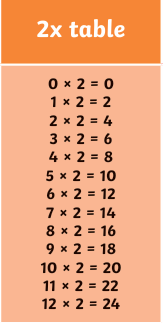 2x table
0 × 2 = 0
1 × 2 = 2
2 × 2 = 4
3 × 2 = 6
4 × 2 = 8
5 × 2 = 10
6 × 2 = 12
7 × 2 = 14
8 × 2 = 16
9 × 2 = 18
10 × 2 = 20
11 × 2 = 22
12 × 2 = 24